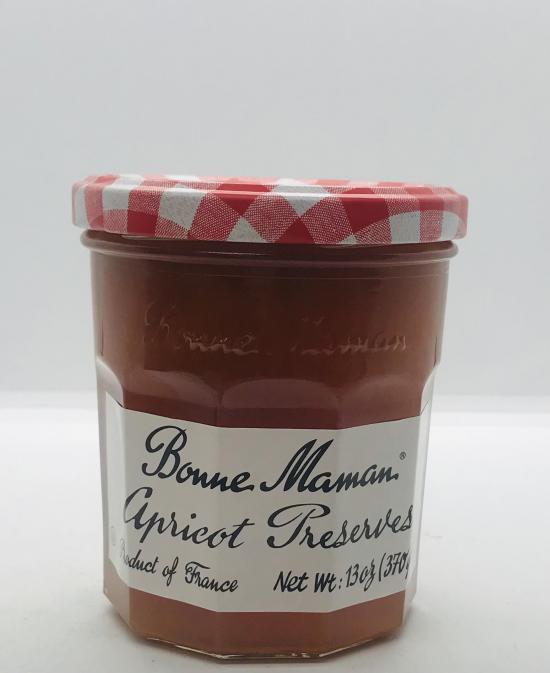 Bonne Maman
Bonne Maman®
Apricot Preserves
Product of France Net Wt: 13oz (370g